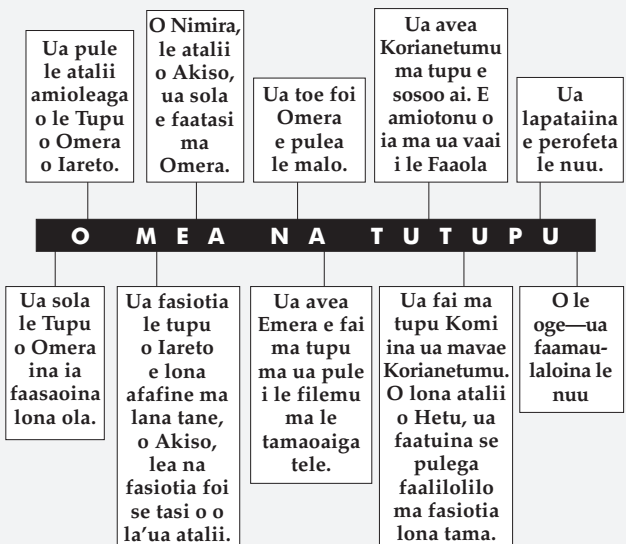 Ua pule
le atalii
amioleaga
o le Tupu
o Omera
o Iareto.
O Nimira,
le atalii
o Akiso,
ua sola
e faatasi
ma
Omera.
Ua toe foi
Omera
e pulea
le malo.
Ua avea
Korianetumu
ma tupu e
sosoo ai. E
amiotonu o
ia ma ua vaai
i le Faaola
Ua
lapataiina
e perofeta
le nuu.
O MEA NA TUTUPU
Ua sola
le Tupu
o Omera
ina ia
faasaoina
lona ola.
Ua fasiotia
le tupu
o Iareto
e lona
afafine ma
lana tane,
o Akiso,
lea na
fasiotia foi
se tasi o o
la'ua atalii.
Ua avea
Emera e fai
ma tupu
ma ua pule
i le filemu
ma le
tamaoaiga
tele.
Ua fai ma
tupu Komi
ina ua mavae
Korianetumu.
O lona atalii
o Hetu, ua
faatuina se
pulega
faalilolilo
ma fasiotia
lona tama.
O le
oge—ua
faamau-
laloina le
nuu